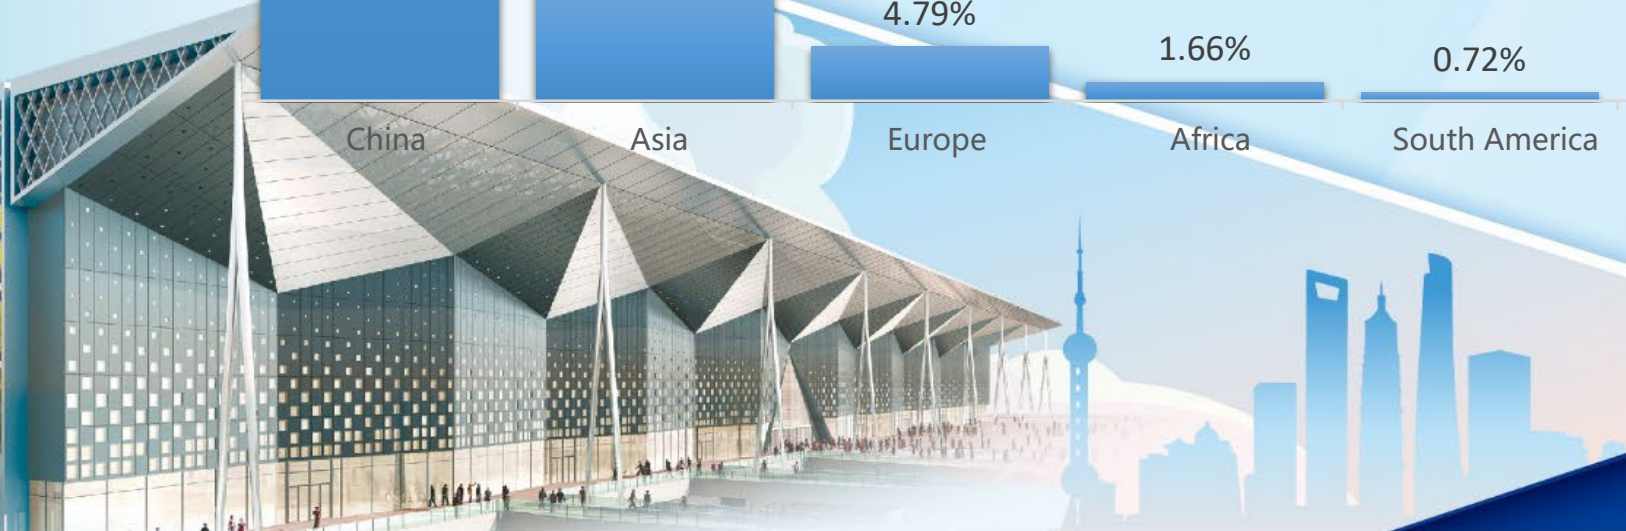 4.79%
1.66%
0.72%
China
Asia
Europe
Africa
South America